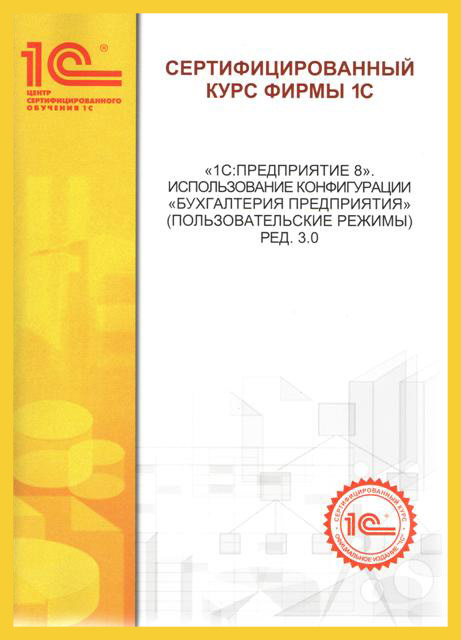 1С®
ЦЕНТР
СЕРТИФИЦИРОВАННОГО
ОБУЧЕНИЯ 1С
СЕРТИФИЦИРОВАННЫЙ
КУРС ФИРМЫ 1С
«1С:ПРЕДПРИЯТИЕ 8».
ИСПОЛЬЗОВАНИЕ КОНФИГУРАЦИИ
«БУХГАЛТЕРИЯ ПРЕДПРИЯТИЯ»
(ПОЛЬЗОВАТЕЛЬСКИЕ РЕЖИМЫ)
РЕД. 3.0
СЕРТИФИЦИРОВАННЫЙ КУРС
1С®
ОФИЦИАЛЬНОЕ ИЗДАНИЕ "1С"